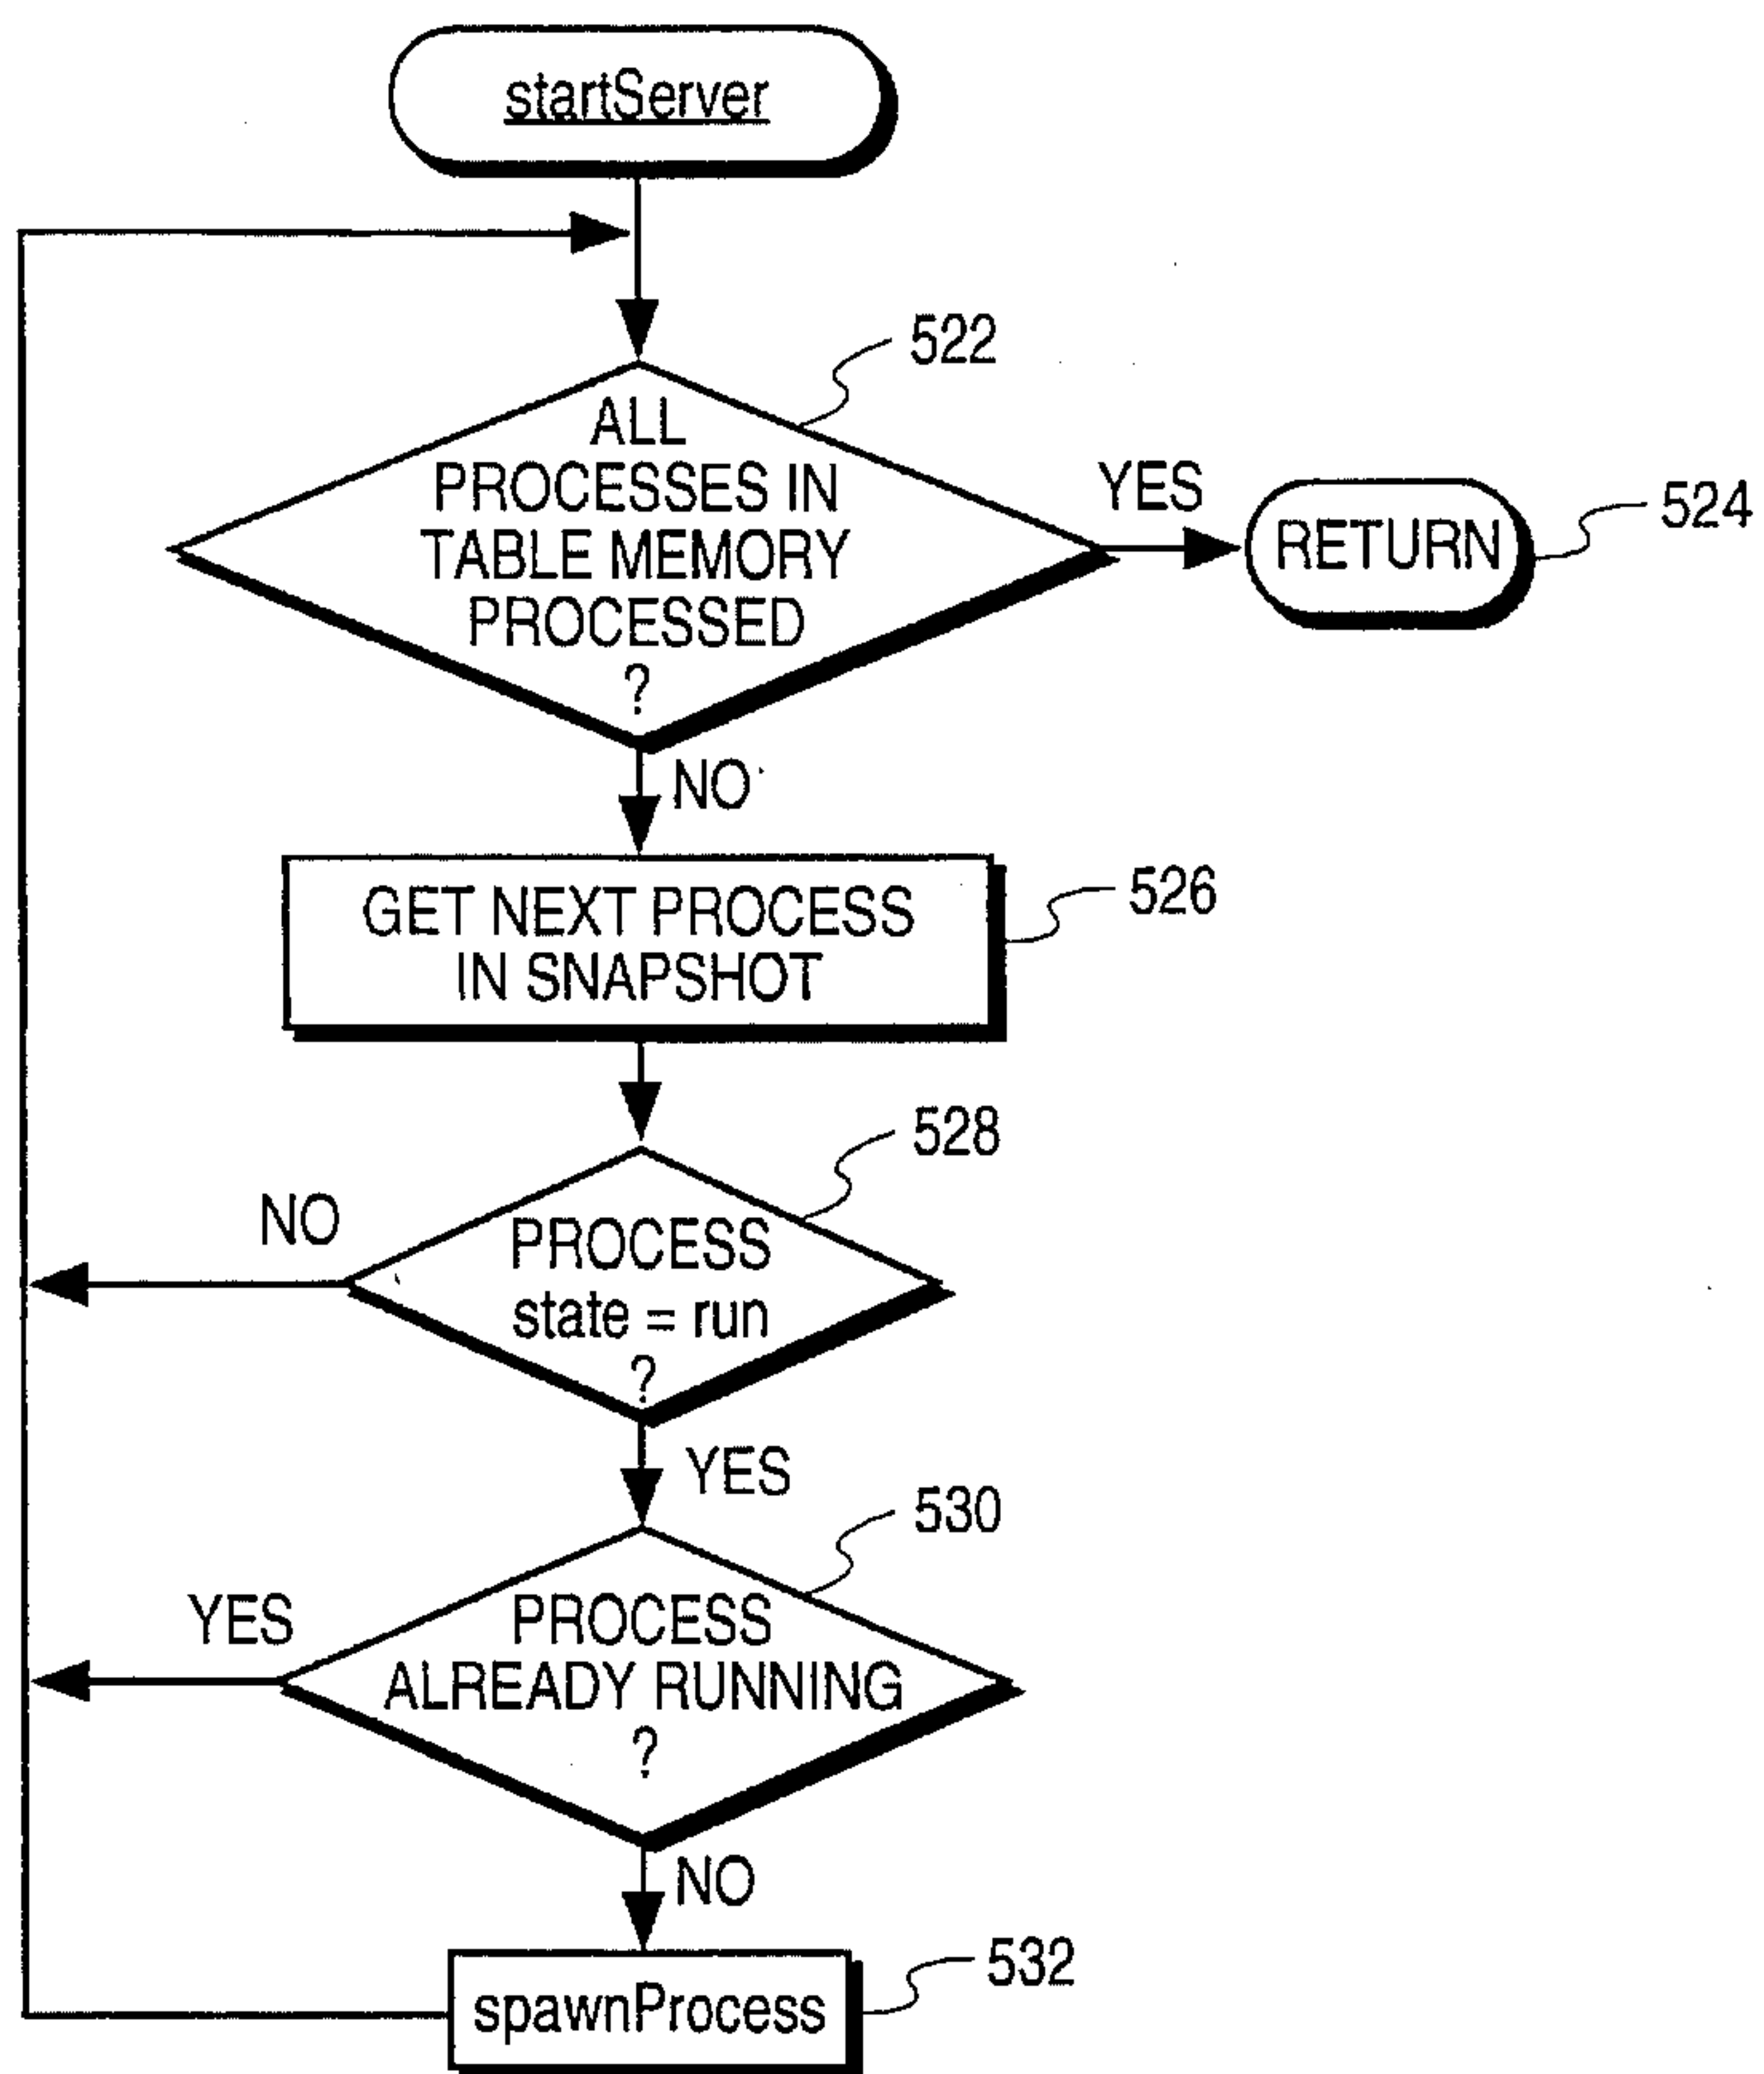 startServer
522
ALL
PROCESSES IN
TABLE MEMORY
PROCESSED
?
YES
RETURN
524
NO
GET NEXT PROCESS
IN SNAPSHOT
526
528
NO
PROCESS
state = run
?
YES
530
YES
PROCESS
ALREADY RUNNING
?
NO
532
spawnProcess